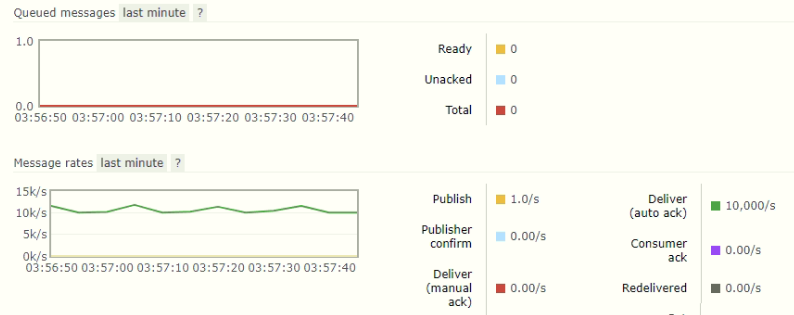 Queued messages last minute ?
1.0
0.0
03:56:50 03:57:00 03:57:10 03:57:20 03:57:30 03:57:40
Ready 0
Unacked 0
Total 0
Message rates last minute ?
15k/s
10k/s
5k/s
0k/s
03:56:50 03:57:00 03:57:10 03:57:20 03:57:30 03:57:40
Publish 1.0/s
Publisher
confirm 0.00/s
Deliver
(manual
ack) 0.00/s
Deliver
(auto ack) 10,000/s
Consumer
ack 0.00/s
Redelivered 0.00/s